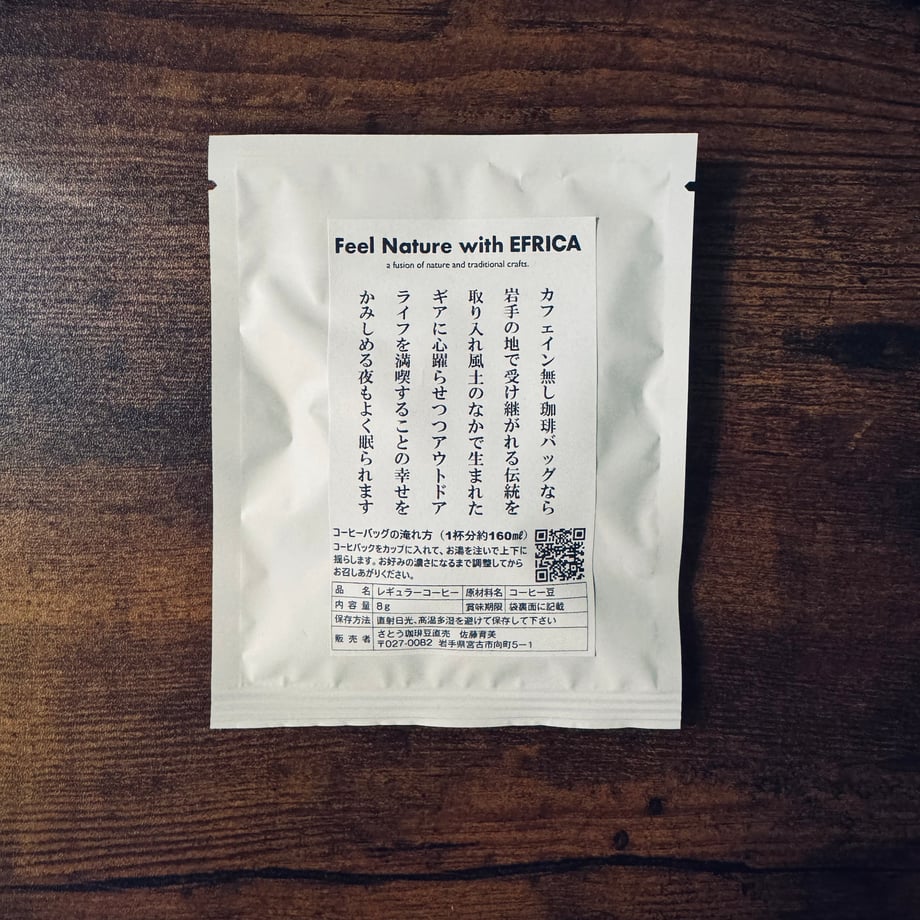 Feel Nature with EFRICA
a fusion of nature and traditional crafts.
カフェイン無し珈琲バッグなら
岩手の地で受け継がれる伝統を
取り入れ風土のなかで生まれた
ギアに心躍らせつつアウトドア
ライフを満喫することの幸せを
かみしめる夜もよく眠られます
コーヒーバッグの淹れ方（1杯分約160㎖）
コーヒバックをカップに入れて、お湯を注いで上下に
揺らします。お好みの濃さになるまで調整してから
お召しあがりください。
品名 レギュラーコーヒー 原材料名 コーヒー豆
内容量 8g 賞味期限 袋裏面に記載
保存方法 直射日光、高温多湿を避けて保存して下さい
販売者 さとう珈琲豆直売 佐藤育美
〒027-0082 岩手県宮古市向町5－1